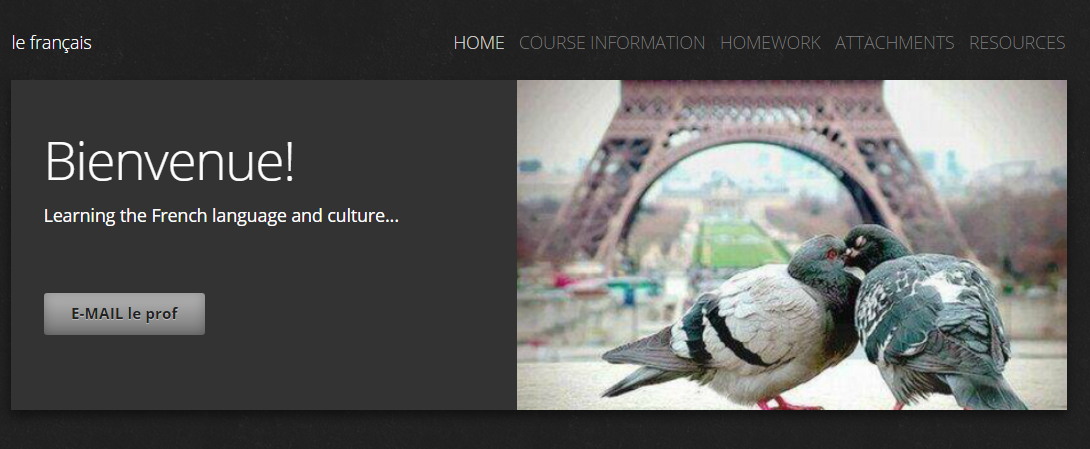 le français
HOME COURSE INFORMATION HOMEWORK ATTACHMENTS RESOURCES
Bienvenue!
Learning the French language and culture...
E-MAIL le prof